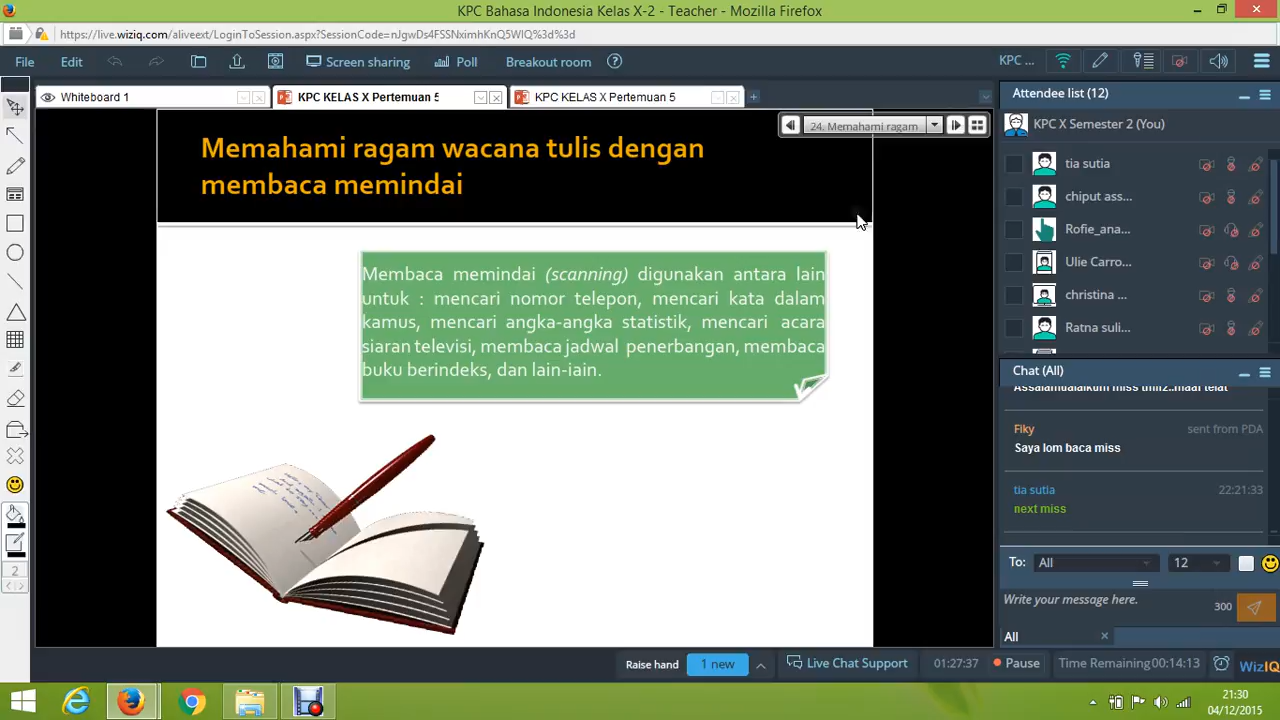 KPC Bahasa Indonesia Kelas X-2 - Teacher - Mozilla Firefox
https://live.wiziq.com/aliveext/LoginToSession.aspx?SessionCode=nJgwDs4FSSNximhKnQ5WIQ%3d%3d
File Edit Screen sharing Poll Breakout room ? KPC ...
Whiteboard 1 KPC KELAS X Pertemuan 5 KPC KELAS X Pertemuan 5
24. Memahami ragam
Memahami ragam wacana tulis dengan
membaca memindai
Membaca memindai (scanning) digunakan antara lain
untuk : mencari nomor telepon, mencari kata dalam
kamus, mencari angka-angka statistik, mencari acara
siaran televisi, membaca jadwal penerbangan, membaca
buku berindeks, dan lain-iain.
Attendee list (12)
KPC X Semester 2 (You)
tia sutia
chiput ass...
Rofie_ana...
Ulie Carro...
christina ...
Ratna suli...
Chat (All)
Fiky sent from PDA
Saya lom baca miss
tia sutia 22:21:33
next miss
To: All 12
Write your message here. 300
All
2
Raise hand 1 new Live Chat Support 01:27:37 Pause Time Remaining 00:14:13 WizIQ
21:30
04/12/2015